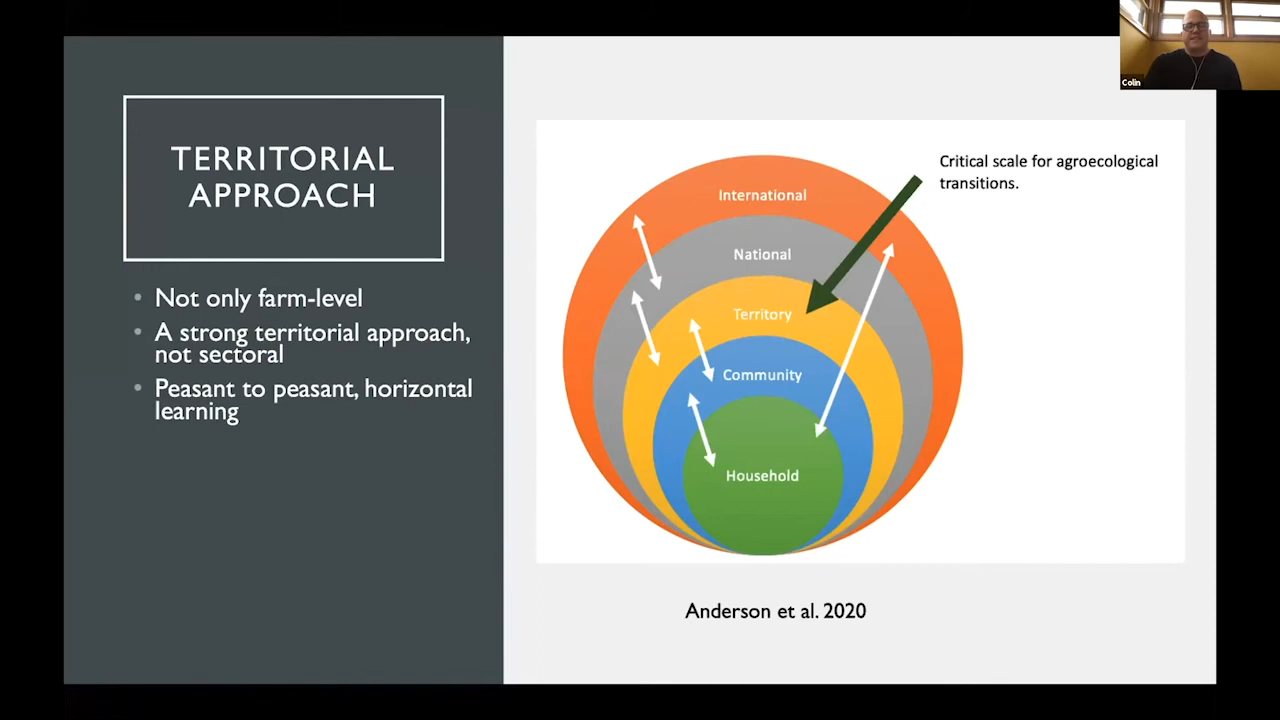 TERRITORIAL
APPROACH
• Not only farm-level
• A strong territorial approach,
not sectoral
• Peasant to peasant, horizontal
learning
Critical scale for agroecological
transitions.
International
National
Territory
Community
Household
Anderson et al. 2020
Colin